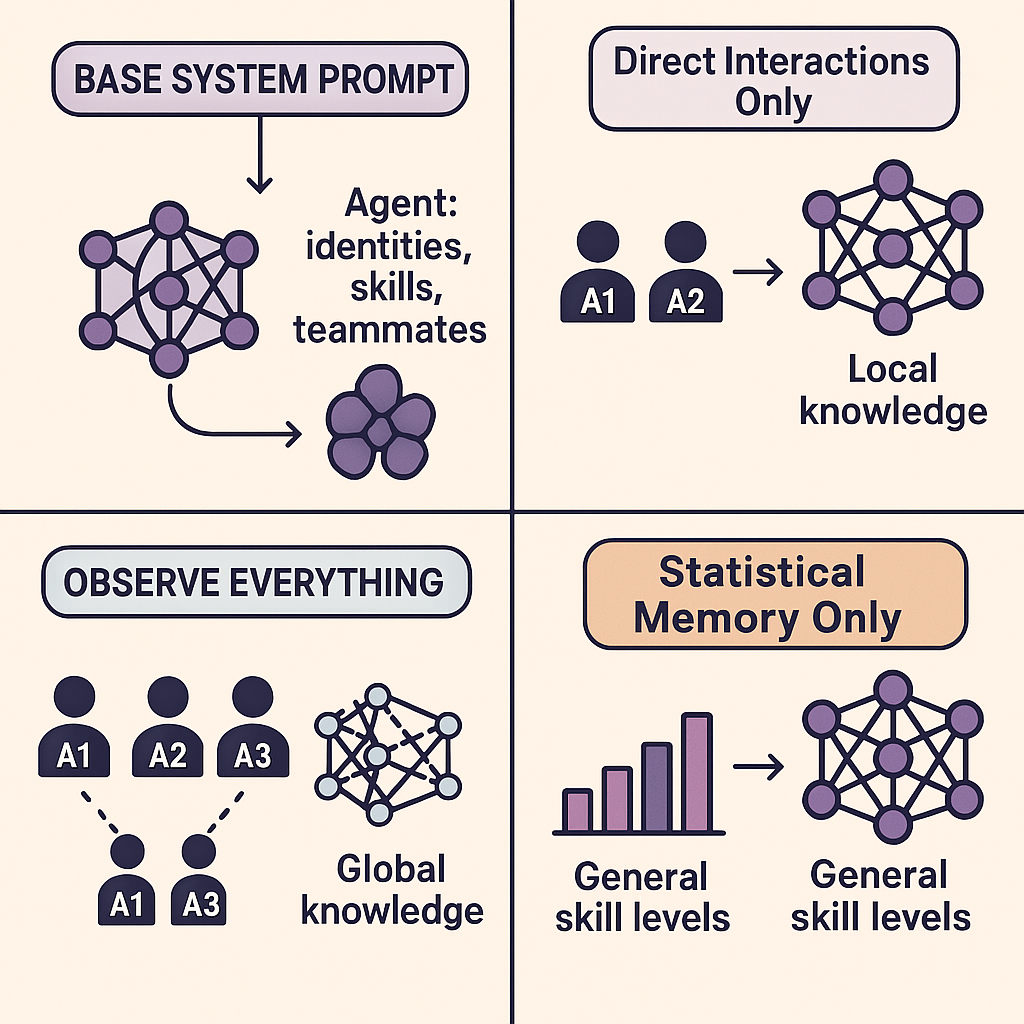 BASE SYSTEM PROMPT
Agent:
identities,
skills,
teammates
Direct Interactions
Only
A1
A2
Local
knowledge
OBSERVE EVERYTHING
A1
A2
A3
A1
A3
Global
knowledge
Statistical
Memory Only
General
skill levels
General
skill levels